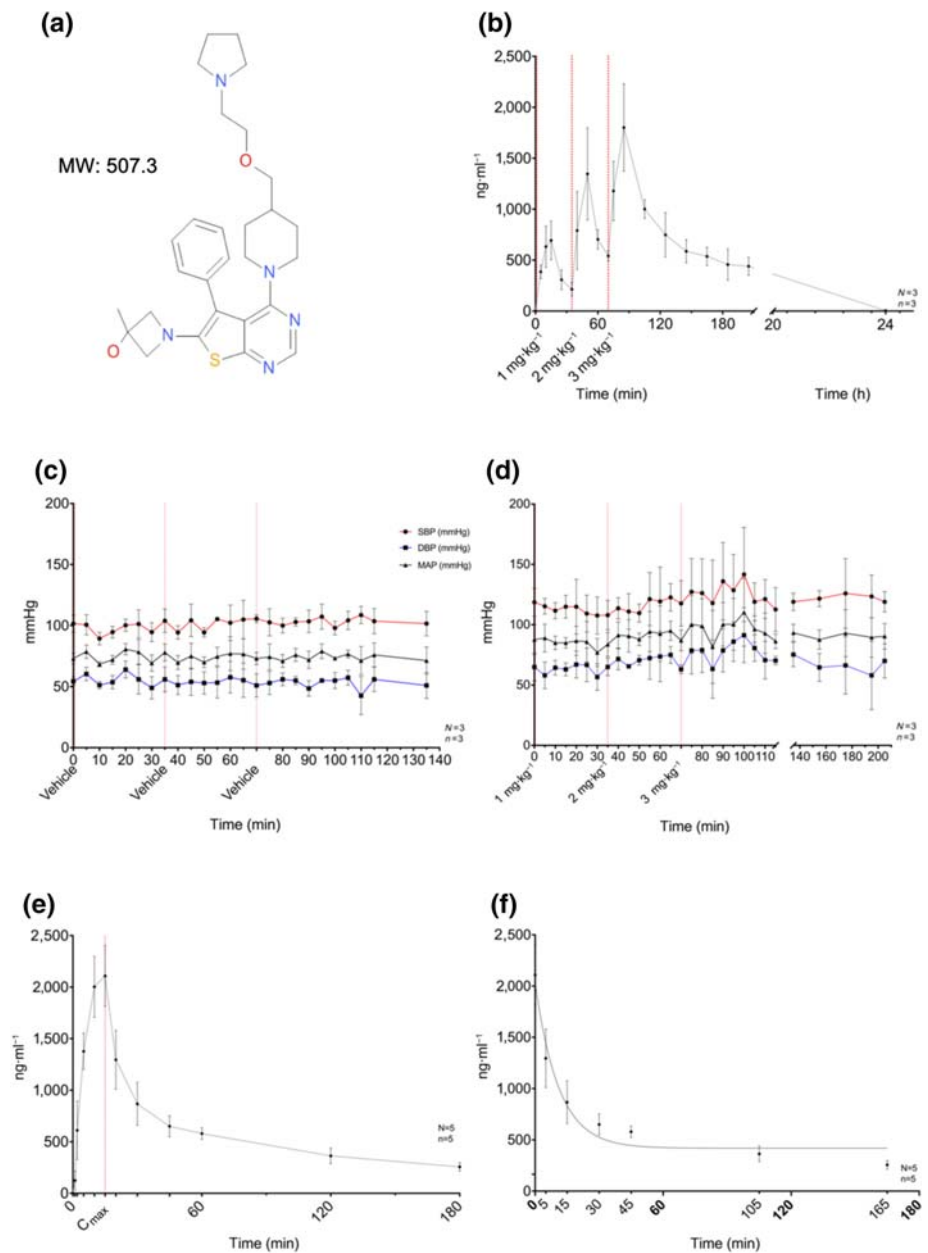 (a)
N
O
MW: 507.3
N
N
N
O
S
N
(b)
2,500
2,000
1,500
1,000
500
0
ng·ml⁻¹
0 60 120 180 20 24
1 mg·kg⁻¹ 2 mg·kg⁻¹ 3 mg·kg⁻¹
N=3
n=3
Time (min) Time (h)
(c)
200
150
100
50
0
mmHg
SBP (mmHg)
DBP (mmHg)
MAP (mmHg)
N=3
n=3
0 10 20 30 40 50 60 70 80 90 100 110 120 130 140
Vehicle Vehicle Vehicle
Time (min)
(d)
200
150
100
50
0
mmHg
N=3
n=3
0 10 20 30 40 50 60 70 80 90 100 110 140 160 180 200
1 mg·kg⁻¹ 2 mg·kg⁻¹ 3 mg·kg⁻¹
Time (min)
(e)
2,500
2,000
1,500
1,000
500
0
ng·ml⁻¹
N=5
n=5
0 Cmax 60 120 180
Time (min)
(f)
2,500
2,000
1,500
1,000
500
0
ng·ml⁻¹
N=5
n=5
0 5 15 30 45 60 105 120 165 180
Time (min)